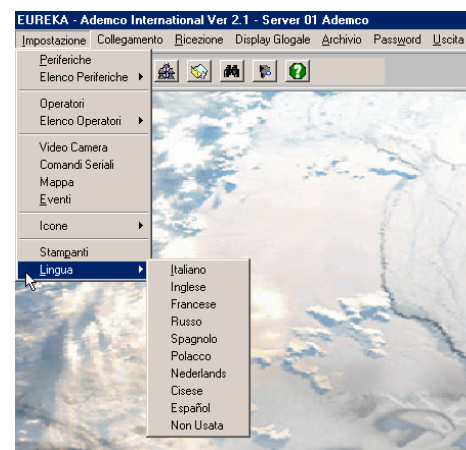 EUREKA - Ademco International Ver 2.1 - Server 01 Ademco
Impostazione Collegamento Ricezione Display Glogale Archivio Password Uscita
Periferiche
Elenco Periferiche
Operatori
Elenco Operatori
Video Camera
Comandi Seriali
Mappa
Eventi
Icone
Stampanti
Lingua
Italiano
Inglese
Francese
Russo
Spagnolo
Polacco
Nederlands
Cisese
Español
Non Usata